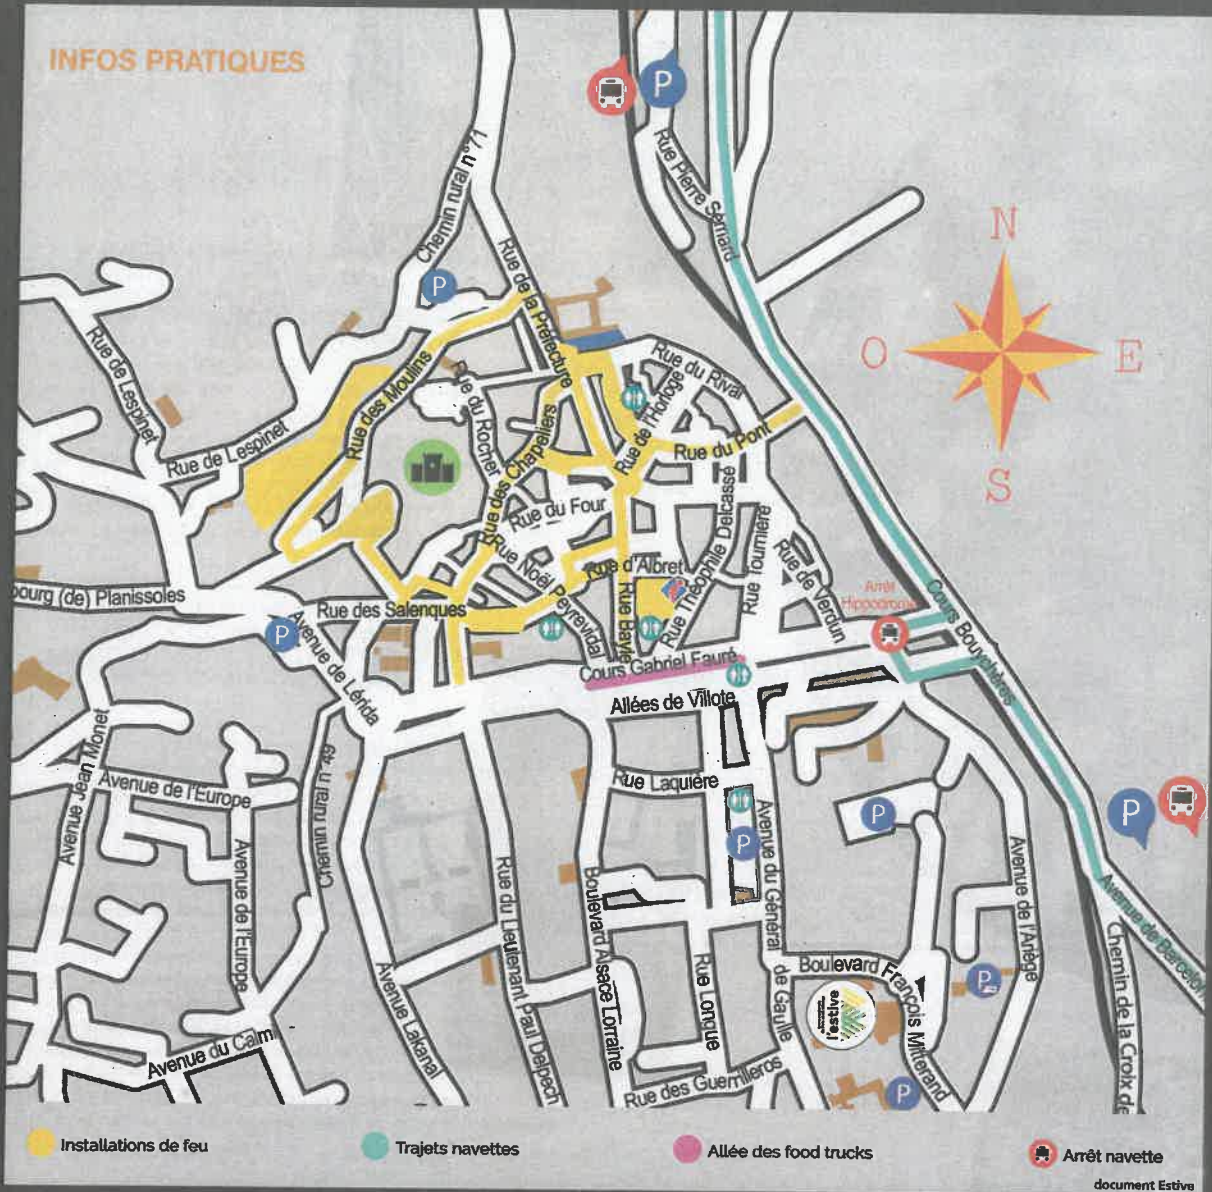 INFOS PRATIQUES
P
Chemin rural n°71
Rue Pierre Sémard
N
O
E
S
P
Rue de la Préfecture
Rue de Lespinet
Rue des Moulins
Rue du Rival
Rue de l'Horloge
Rue du Rocher
Rue des Chapeliers
Rue du Pont
Rue de Lespinet
Rue du Four
Rue Théophile Delcassé
Rue Tournière
Rue Noël Peyrevidal
Rue d'Albret
Rue de Verdun
Rue Bayle
bourg (de) Planissoles
Rue des Salenques
Arrêt
Hippodrome
Cours Bouychères
P
Avenue de Lérida
Cours Gabriel Fauré
Allées de Villote
Avenue Jean Monet
Chemin rural n°49
Avenue de l'Europe
Rue Laquière
P
P
P
Avenue de l'Europe
Rue du Lieutenant Paul Delpech
Boulevard Alsace Lorraine
Avenue du Général
de Gaulle
Avenue de l'Ariège
Avenue de Barcelon
Chemin de la Croix de
Avenue Lakanal
Rue Longue
Boulevard François Mitterand
P
l'estive
Avenue du Calm
Rue des Guerrilleros
P
Installations de feu
Trajets navettes
Allée des food trucks
Arrêt navette
document Estive